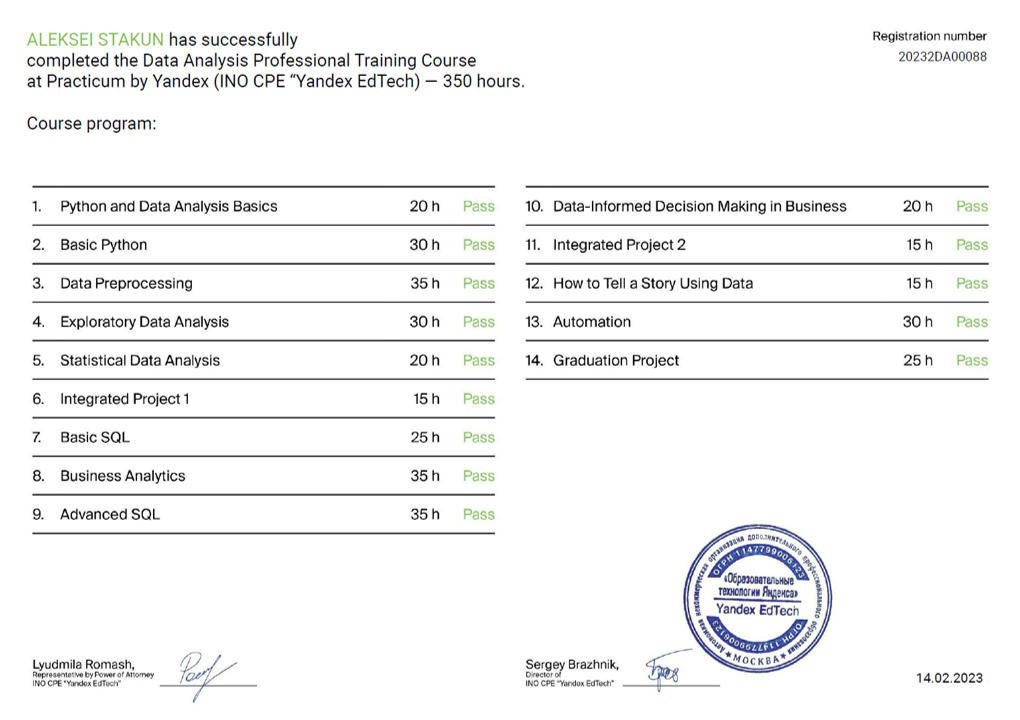 ALEKSEI STAKUN has successfully
completed the Data Analysis Professional Training Course
at Practicum by Yandex (INO CPE “Yandex EdTech) — 350 hours.
Registration number
20232DA00088
Course program:
1. Python and Data Analysis Basics 20 h Pass
2. Basic Python 30 h Pass
3. Data Preprocessing 35 h Pass
4. Exploratory Data Analysis 30 h Pass
5. Statistical Data Analysis 20 h Pass
6. Integrated Project 1 15 h Pass
7. Basic SQL 25 h Pass
8. Business Analytics 35 h Pass
9. Advanced SQL 35 h Pass
10. Data-Informed Decision Making in Business 20 h Pass
11. Integrated Project 2 15 h Pass
12. How to Tell a Story Using Data 15 h Pass
13. Automation 30 h Pass
14. Graduation Project 25 h Pass
Автономная некоммерческая организация дополнительного профессионального образования
«Образовательные
технологии Яндекса»
Yandex EdTech
МОСКВА
Lyudmila Romash,
Representative by Power of Attorney
INO CPE “Yandex EdTech”
Sergey Brazhnik,
Director of
INO CPE “Yandex EdTech”
14.02.2023